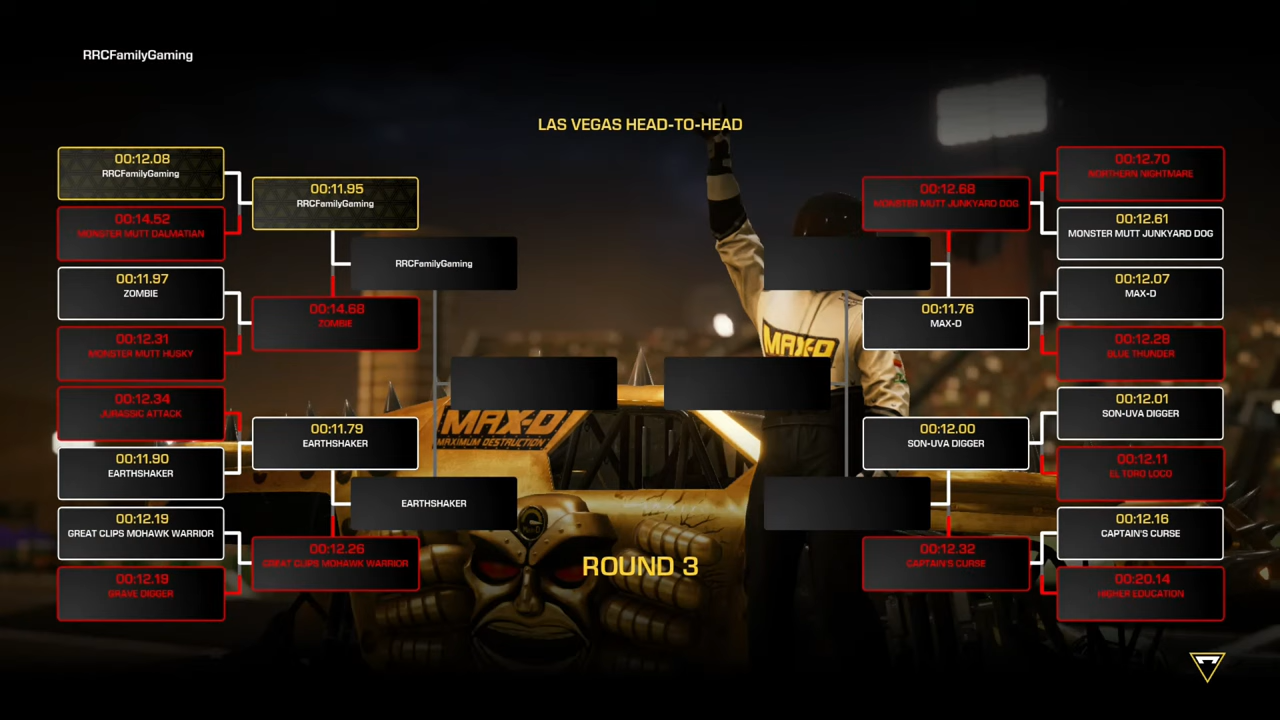 RRCFamilyGaming
LAS VEGAS HEAD-TO-HEAD
00:12.08
RRCFamilyGaming
00:14.52
MONSTER MUTT DALMATIAN
00:11.97
ZOMBIE
00:12.31
MONSTER MUTT HUSKY
00:12.34
JURASSIC ATTACK
00:11.90
EARTHSHAKER
00:12.19
GREAT CLIPS MOHAWK WARRIOR
00:12.19
GRAVE DIGGER
00:11.95
RRCFamilyGaming
00:14.68
ZOMBIE
00:11.79
EARTHSHAKER
00:12.26
GREAT CLIPS MOHAWK WARRIOR
RRCFamilyGaming
EARTHSHAKER
MAX-D
MAX-D
MAXIMUM DESTRUCTION
ROUND 3
00:12.68
MONSTER MUTT JUNKYARD DOG
00:11.76
MAX-D
00:12.00
SON-UVA DIGGER
00:12.32
CAPTAIN'S CURSE
00:12.70
NORTHERN NIGHTMARE
00:12.61
MONSTER MUTT JUNKYARD DOG
00:12.07
MAX-D
00:12.28
BLUE THUNDER
00:12.01
SON-UVA DIGGER
00:12.11
EL TORO LOCO
00:12.16
CAPTAIN'S CURSE
00:20.14
HIGHER EDUCATION